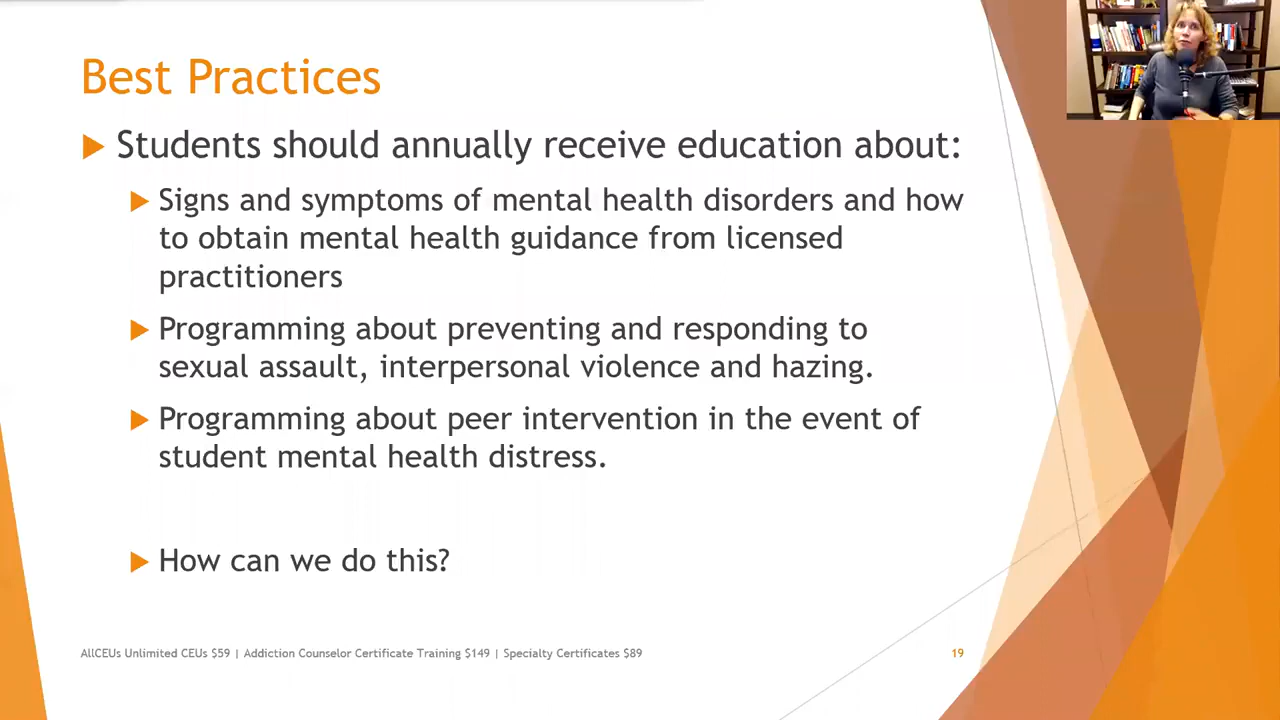 Best Practices
Students should annually receive education about:
Signs and symptoms of mental health disorders and how
to obtain mental health guidance from licensed
practitioners
Programming about preventing and responding to
sexual assault, interpersonal violence and hazing.
Programming about peer intervention in the event of
student mental health distress.
How can we do this?
AllCEUs Unlimited CEUs $59 | Addiction Counselor Certificate Training $149 | Specialty Certificates $89
19